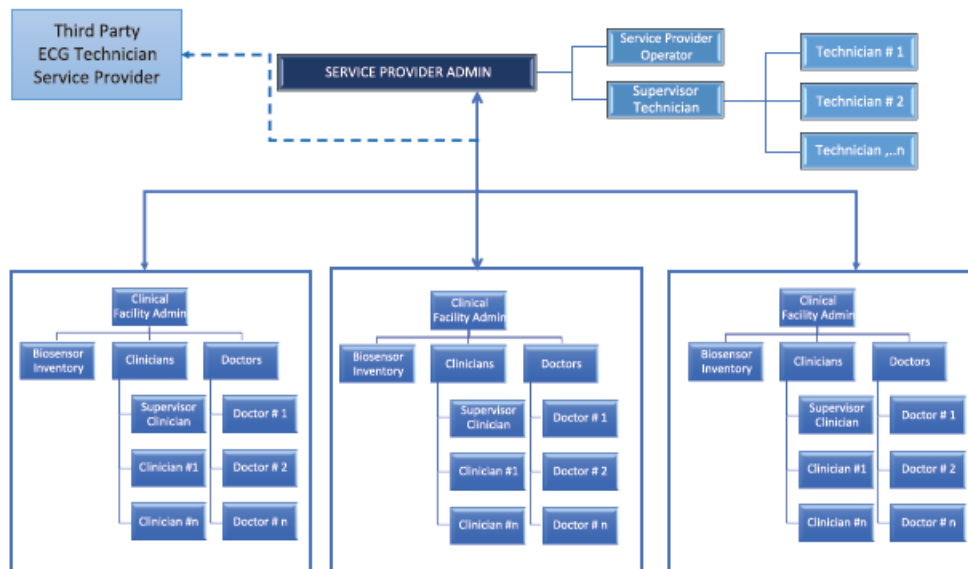 Third Party
ECG Technician
Service Provider
SERVICE PROVIDER ADMIN
Service Provider
Operator
Supervisor
Technician
Technician # 1
Technician # 2
Technician ,..n
Clinical
Facility Admin
Biosensor
Inventory
Clinicians
Doctors
Supervisor
Clinician
Doctor # 1
Clinician #1
Doctor # 2
Clinician #n
Doctor # n
Clinical
Facility Admin
Biosensor
Inventory
Clinicians
Doctors
Supervisor
Clinician
Doctor # 1
Clinician #1
Doctor # 2
Clinician #n
Doctor # n
Clinical
Facility Admin
Biosensor
Inventory
Clinicians
Doctors
Supervisor
Clinician
Doctor # 1
Clinician #1
Doctor # 2
Clinician #n
Doctor # n